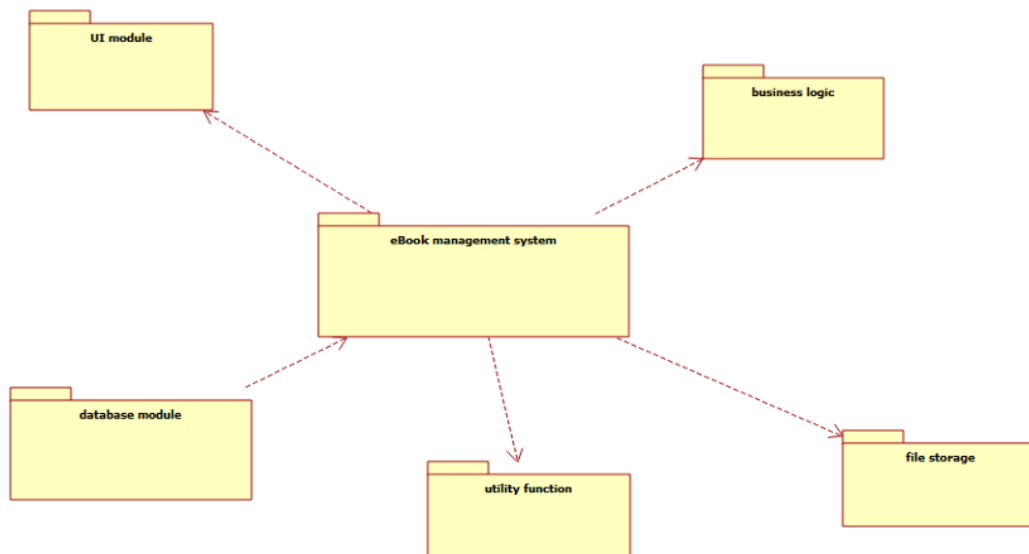 UI module
business logic
eBook management system
database module
file storage
utility function